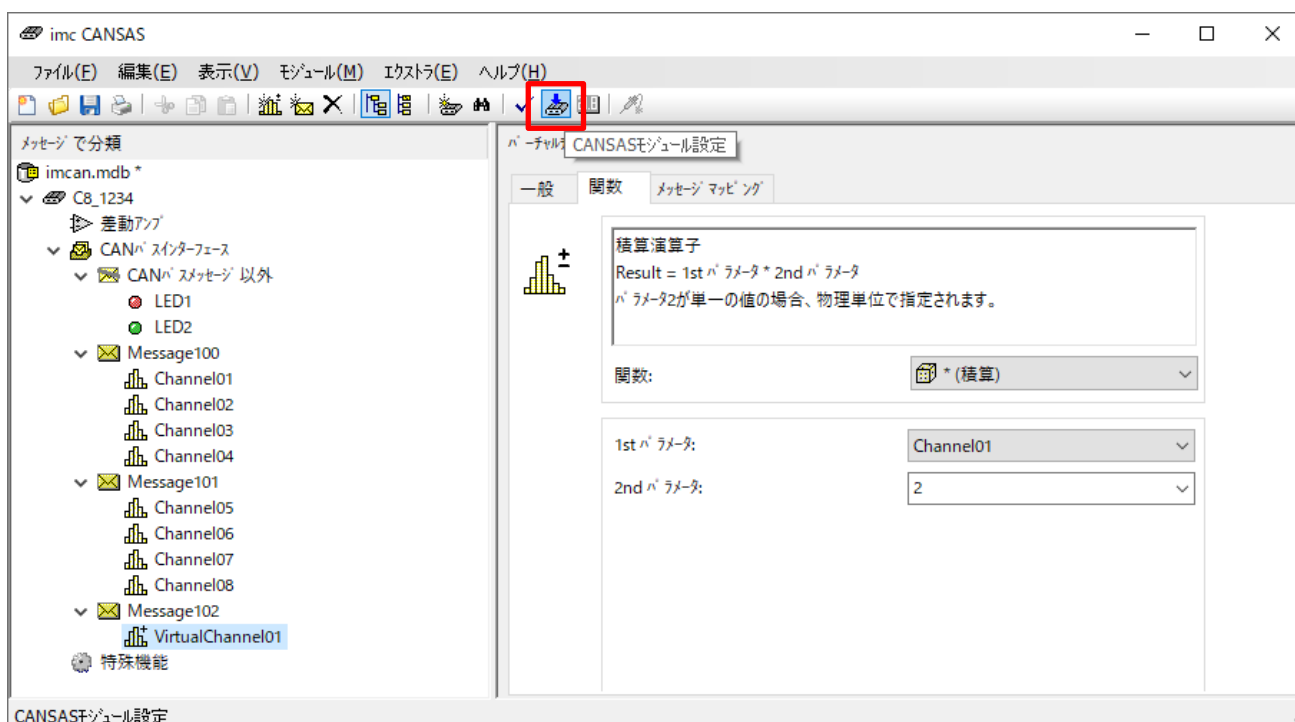 imc CANSAS
ファイル(F) 編集(E) 表示(V) モジュール(M) エクストラ(E) ヘルプ(H)
メッセージで分類
imcan.mdb *
C8_1234
差動アンプ
CANバスインターフェース
CANバスメッセージ以外
LED1
LED2
Message100
Channel01
Channel02
Channel03
Channel04
Message101
Channel05
Channel06
Channel07
Channel08
Message102
VirtualChannel01
特殊機能
バーチャル
CANSASモジュール設定
一般 関数 メッセージマッピング
積算演算子
Result = 1st パラメータ * 2nd パラメータ
パラメータ2が単一の値の場合、物理単位で指定されます。
関数: * (積算)
1st パラメータ: Channel01
2nd パラメータ: 2
CANSASモジュール設定